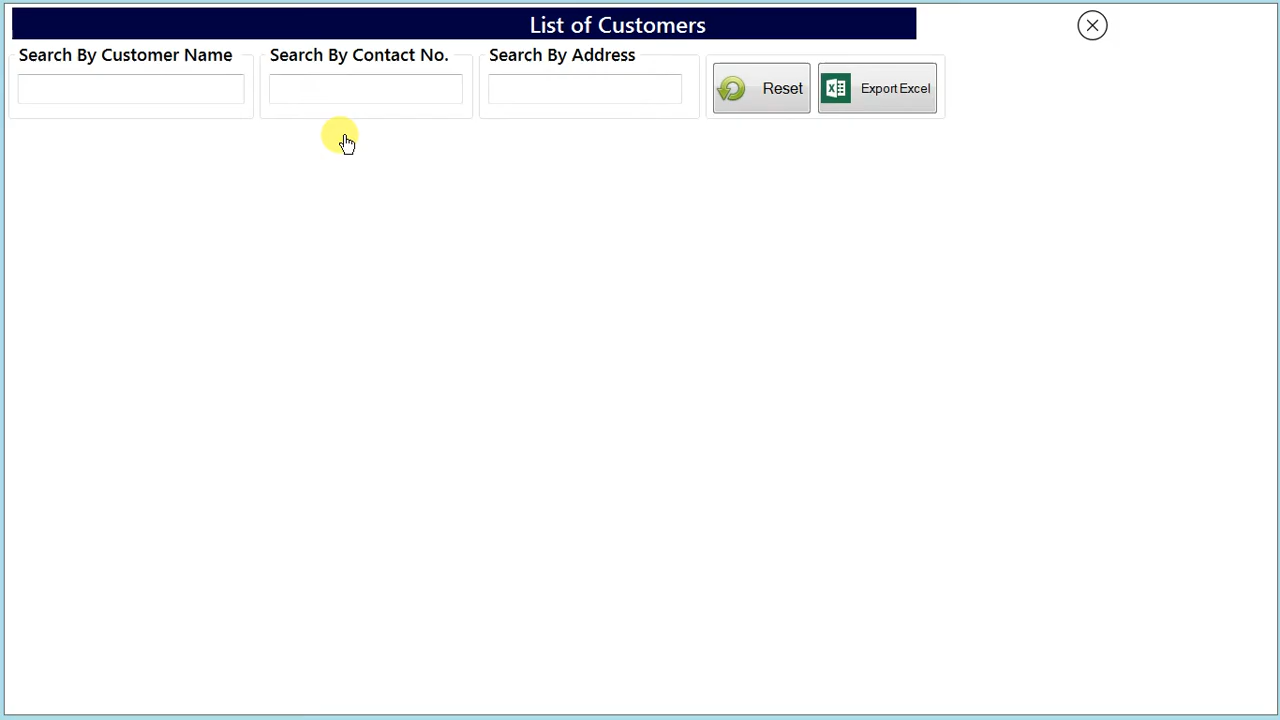 List of Customers
Search By Customer Name
Search By Contact No.
Search By Address
Reset
Export Excel